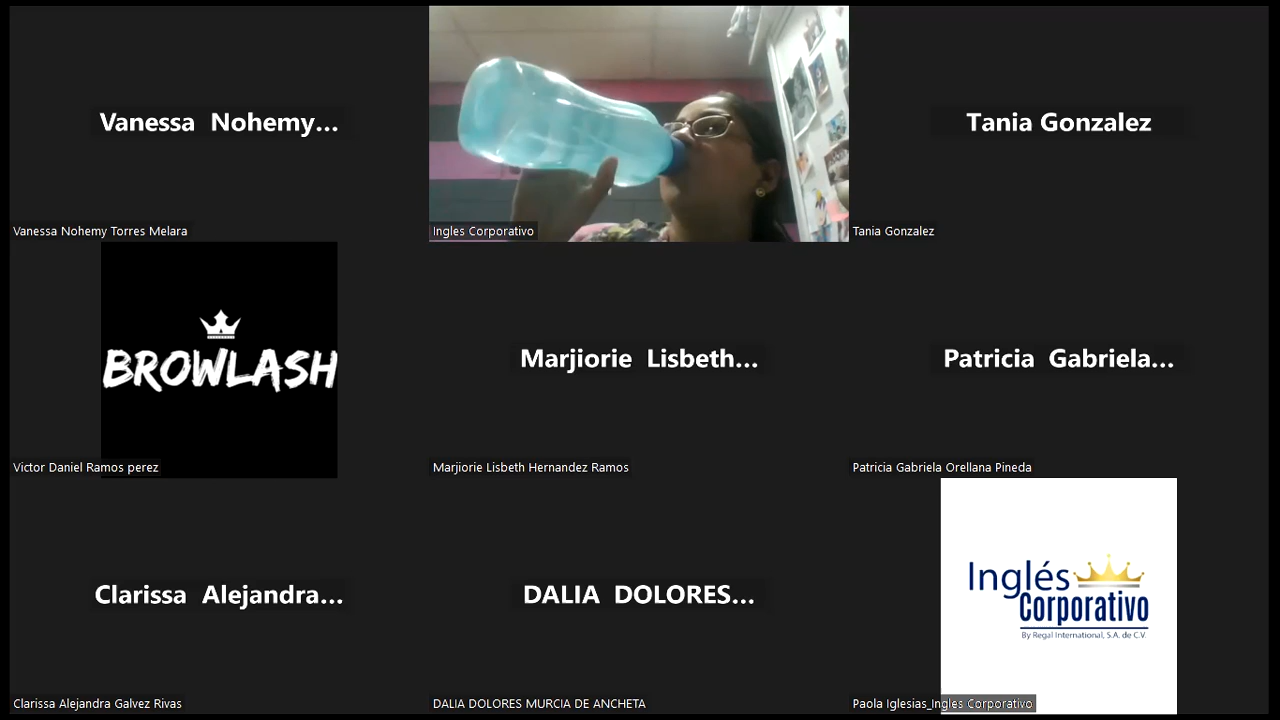 Vanessa Nohemy...
Vanessa Nohemy Torres Melara
Ingles Corporativo
Tania Gonzalez
Tania Gonzalez
BROWLASH
Victor Daniel Ramos perez
Marjiorie Lisbeth...
Marjiorie Lisbeth Hernandez Ramos
Patricia Gabriela...
Patricia Gabriela Orellana Pineda
Clarissa Alejandra...
Clarissa Alejandra Galvez Rivas
DALIA DOLORES...
DALIA DOLORES MURCIA DE ANCHETA
Inglés
Corporativo
By Regal International, S.A. de C.V.
Paola Iglesias_Ingles Corporativo